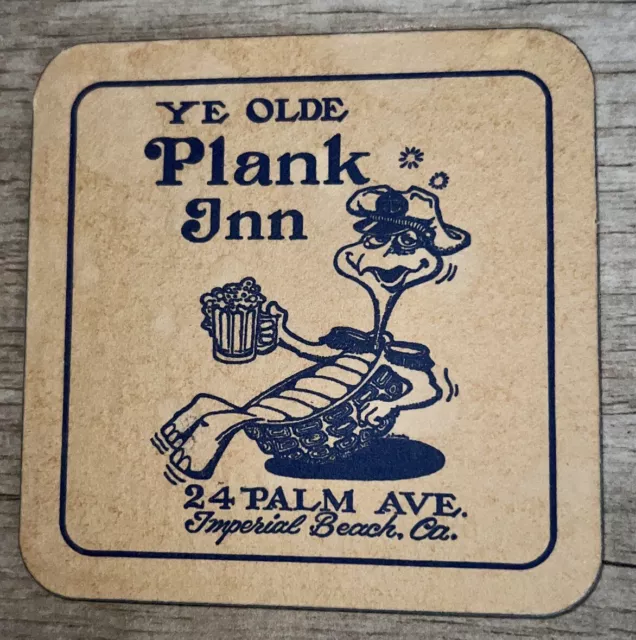 YE OLDE
Plank
Inn
24 PALM AVE.
Imperial Beach, Ca.